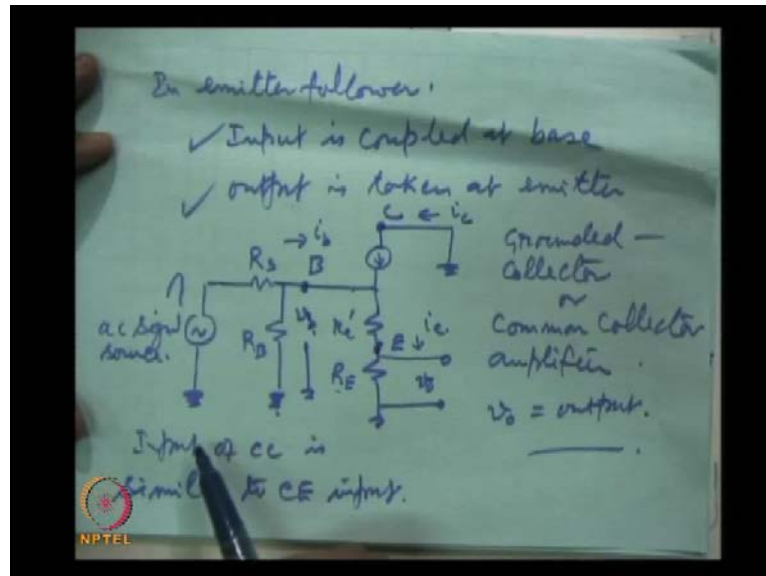 In emitter follower.
✓ Input is coupled at base
✓ output is taken at emitter
C ← ic
→ ib
Rs
B
Grounded —
Collector
or
Common Collector
amplifier.
ac signal
source.
RB
re'
E ↓ ie
RE
vo
vo = output.
Input of CC is
to CE input.
NPTEL